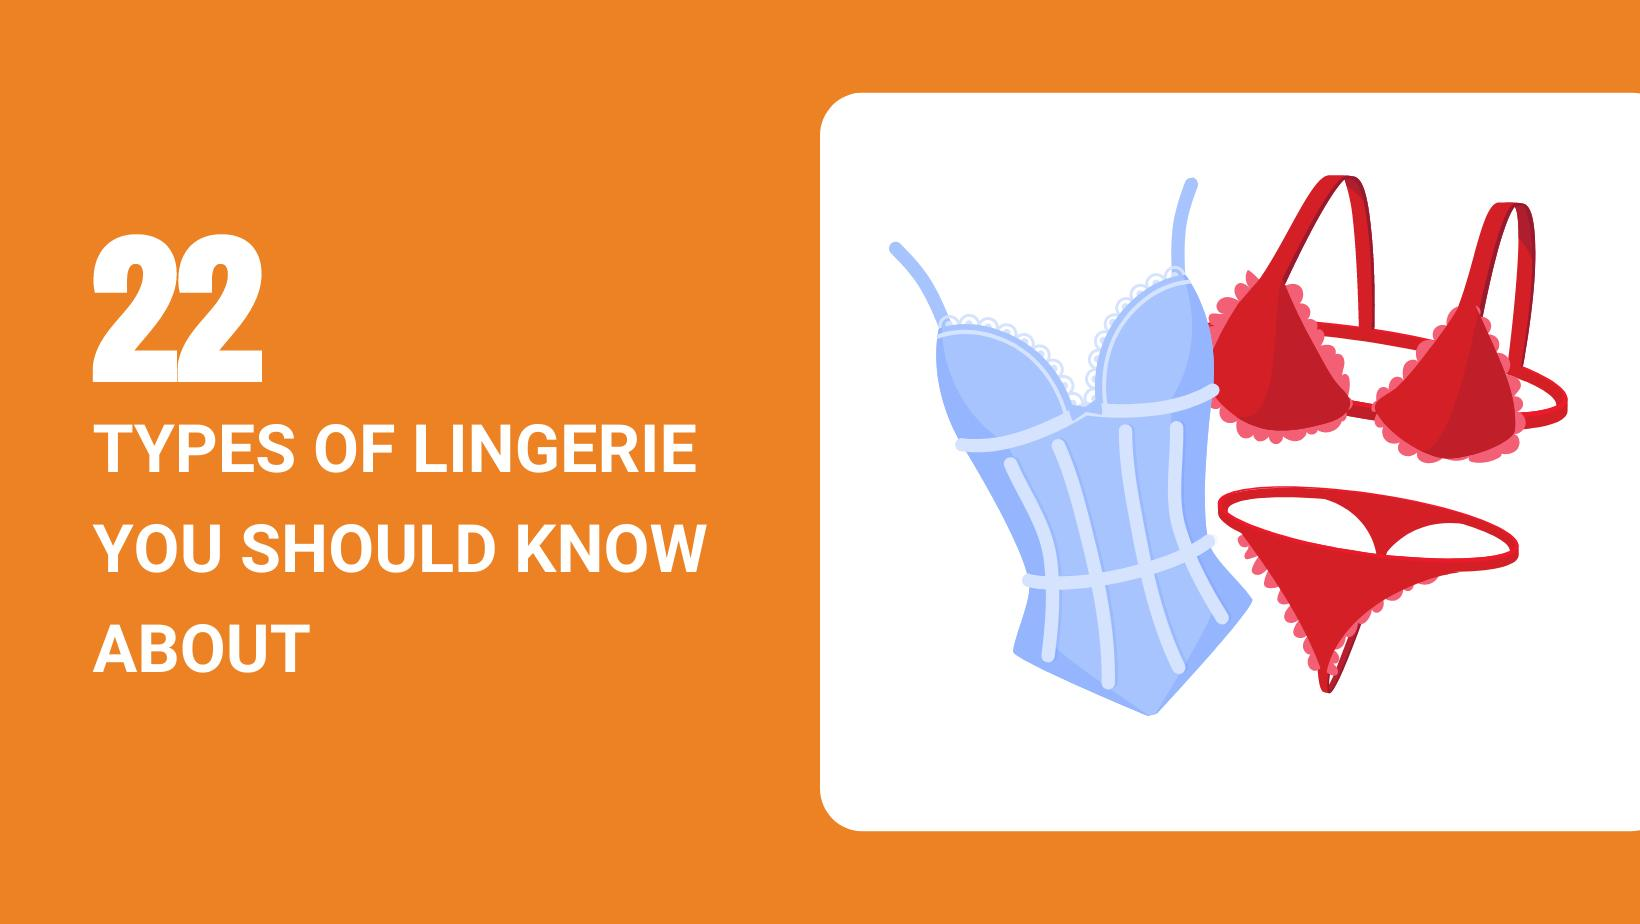 22
TYPES OF LINGERIE
YOU SHOULD KNOW
ABOUT